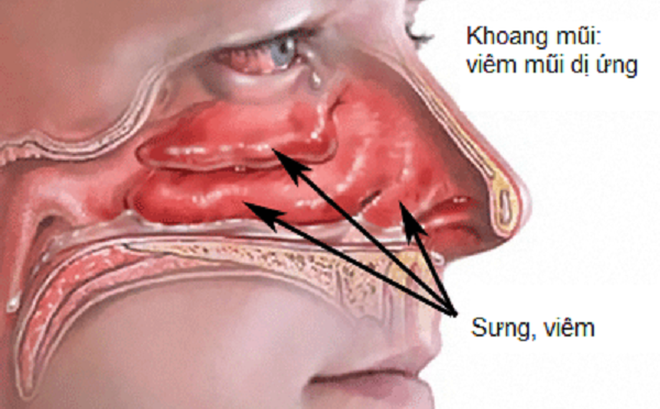 Khoang mũi:
viêm mũi dị ứng
Sưng, viêm